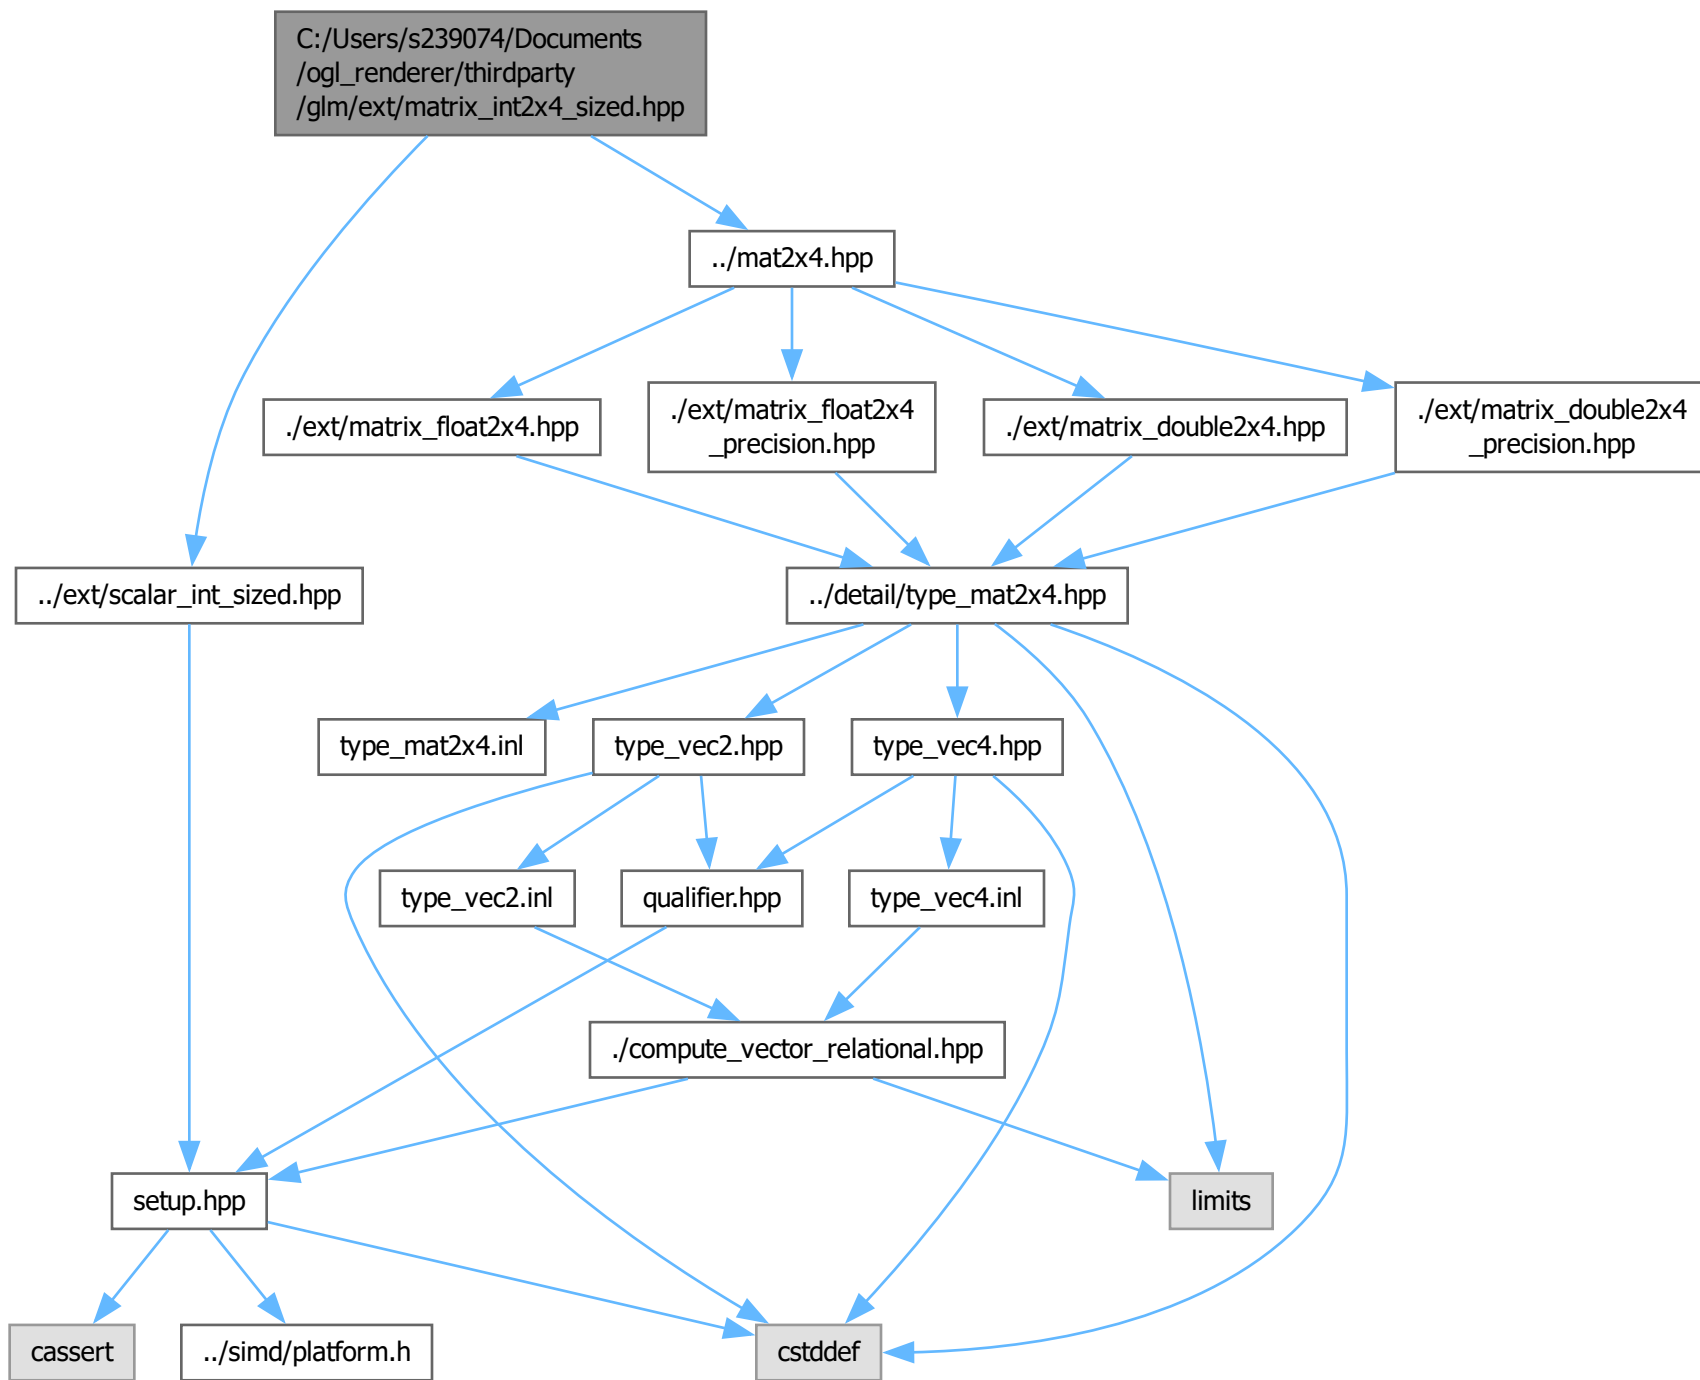 C:/Users/s239074/Documents
/ogl_renderer/thirdparty
/glm/ext/matrix_int2x4_sized.hpp
../mat2x4.hpp
./ext/matrix_float2x4.hpp
./ext/matrix_float2x4
_precision.hpp
./ext/matrix_double2x4.hpp
./ext/matrix_double2x4
_precision.hpp
../ext/scalar_int_sized.hpp
../detail/type_mat2x4.hpp
type_mat2x4.inl
type_vec2.hpp
type_vec4.hpp
type_vec2.inl
qualifier.hpp
type_vec4.inl
./compute_vector_relational.hpp
setup.hpp
limits
cassert
../simd/platform.h
cstddef